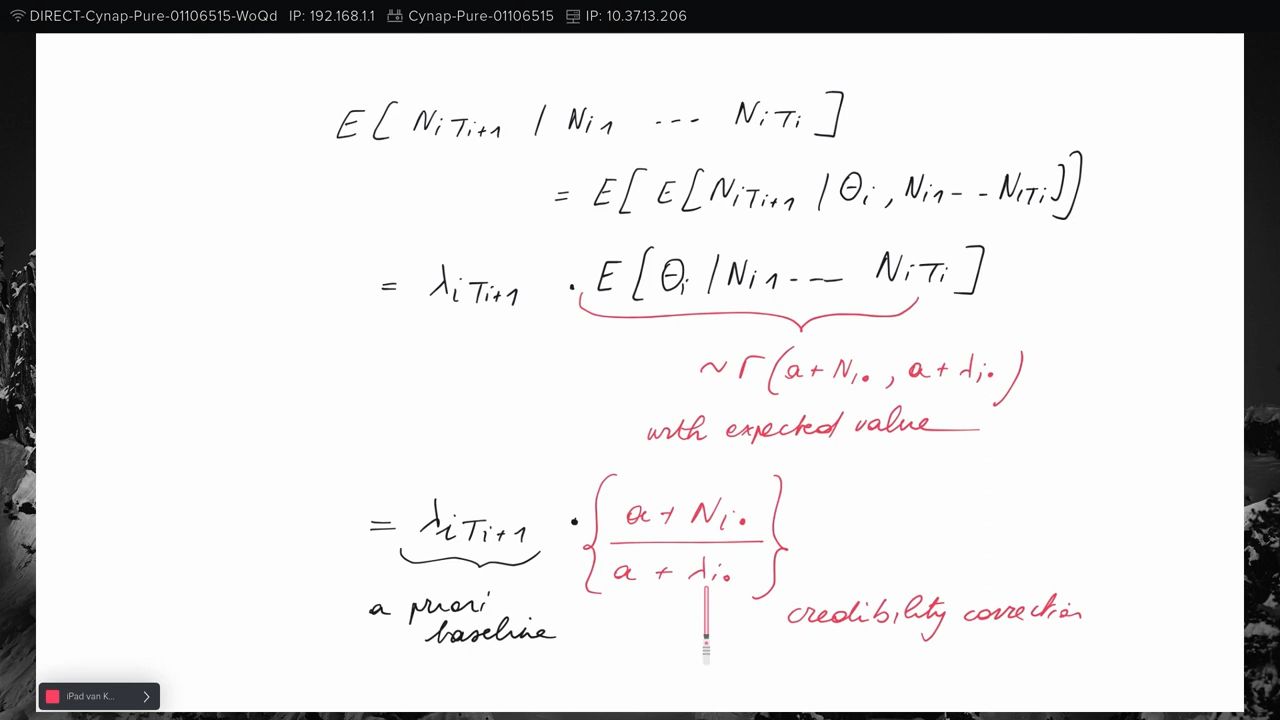 DIRECT-Cynap-Pure-01106515-WoQd IP: 192.168.1.1 Cynap-Pure-01106515 IP: 10.37.13.206
E[ N_{iT_i+1} | N_{i1} --- N_{iT_i} ]
= E[ E[ N_{iT_i+1} | Θ_i , N_{i1} -- N_{iT_i} ] ]
= λ_{iT_i+1} · E[ Θ_i | N_{i1} --- N_{iT_i} ]
~ Γ( a + N_{i•} , a + λ_{i•} )
with expected value
= λ_{iT_i+1} · { (a + N_{i•}) / (a + λ_{i•}) }
a priori
baseline
credibility correction
iPad van K...